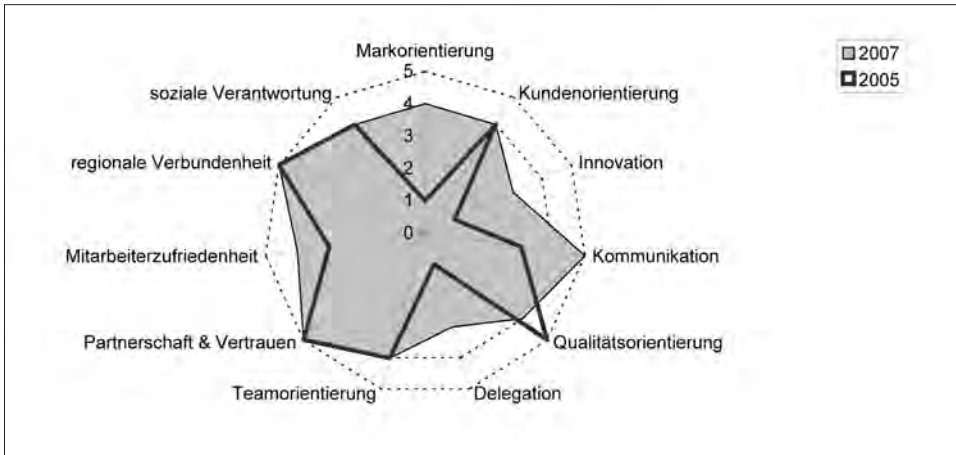 Markorientierung
2007
2005
5
4
3
2
1
0
Kundenorientierung
Innovation
Kommunikation
Qualitätsorientierung
Delegation
Teamorientierung
Partnerschaft & Vertrauen
Mitarbeiterzufriedenheit
regionale Verbundenheit
soziale Verantwortung